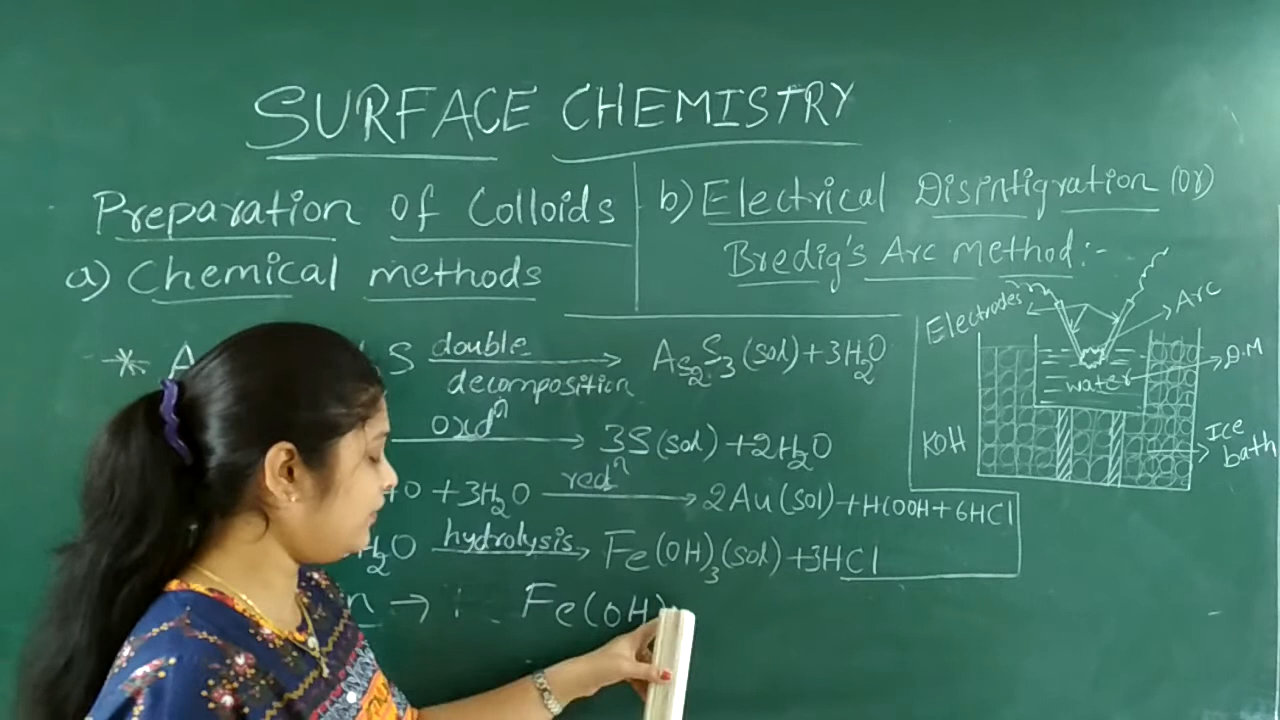 SURFACE CHEMISTRY
Preparation of Colloids
a) Chemical methods
* A S double decomposition → As2S3 (sol) + 3H2O
oxdⁿ → 3S (sol) + 2H2O
+ 3H2O redⁿ → 2Au (sol) + HCOOH + 6HCl
H2O hydrolysis → Fe(OH)3 (sol) + 3HCl
n → Fe(OH)
b) Electrical Disintigration (or)
Bredig's Arc method:-
Electrodes
Arc
D.M
water
KOH
Ice bath